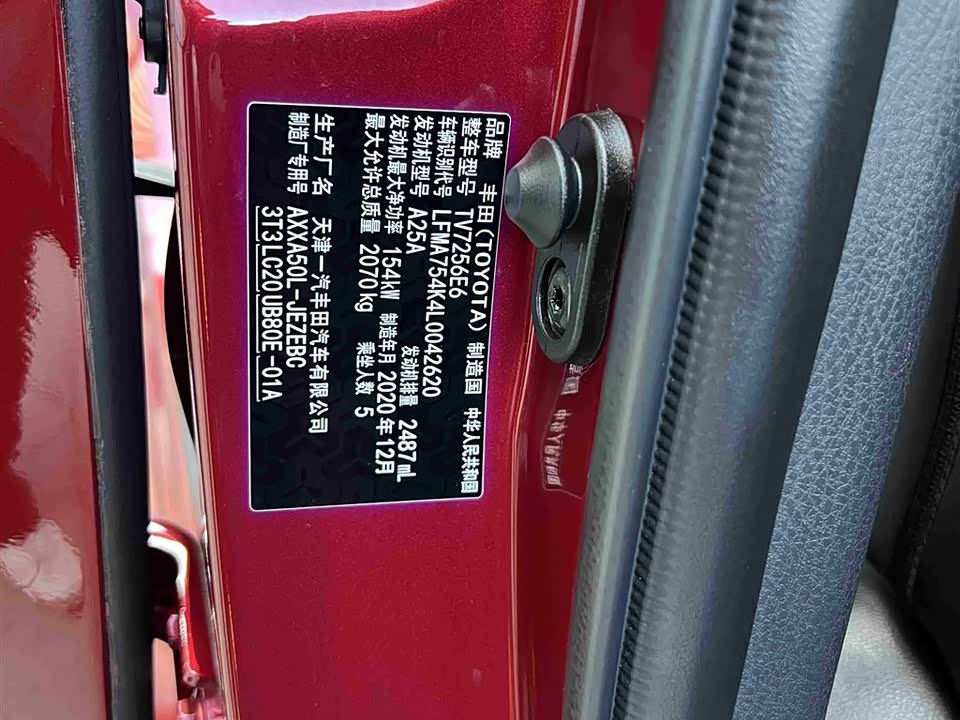 品牌 丰田(TOYOTA) 制造国 中华人民共和国
整车型号 TV7256E6
车辆识别代号 LFMA754K4L0042620
发动机型号 A25A 发动机排量 2487mL
发动机最大净功率 154kW 制造年月 2020年12月
最大允许总质量 2070kg 乘坐人数 5
生产厂名 天津一汽丰田汽车有限公司
制造厂专用号 AXXA50L-JEZEBC
3T3LC20UB80E-01A